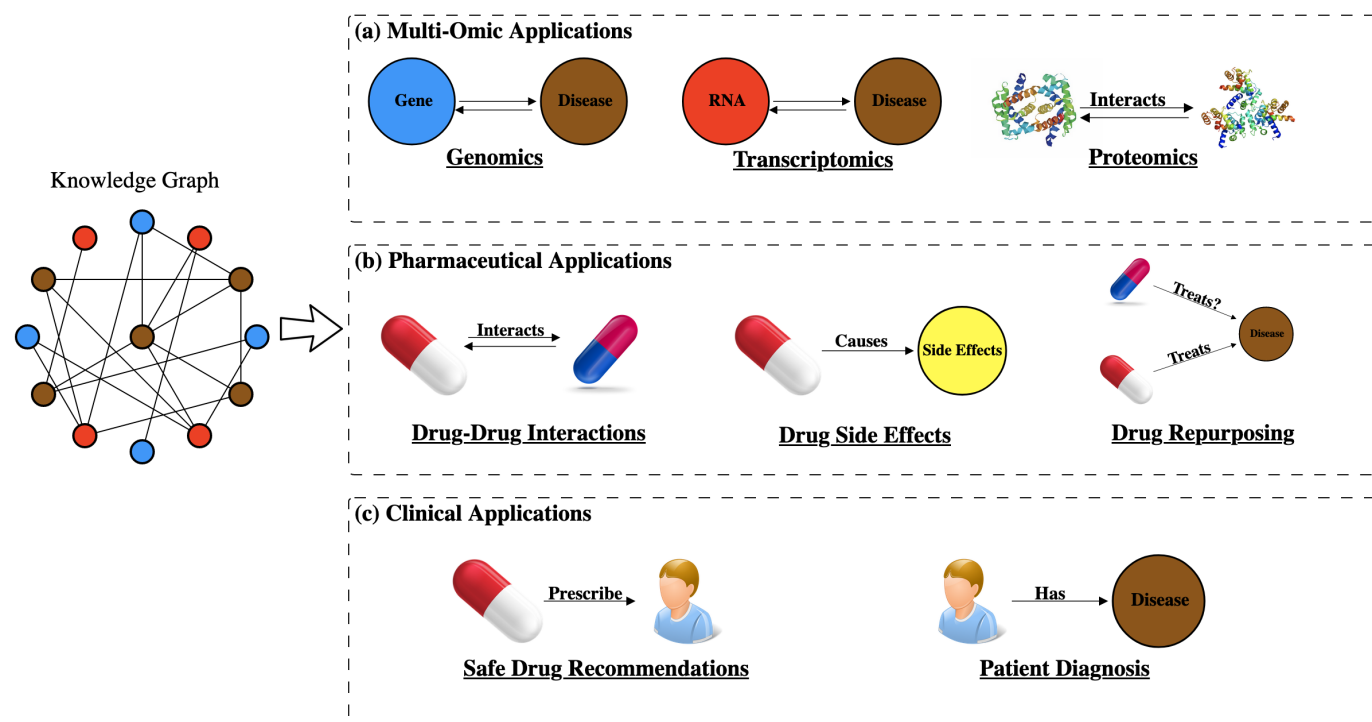 Knowledge Graph
(a) Multi-Omic Applications
Gene
Disease
Genomics
RNA
Disease
Transcriptomics
Interacts
Proteomics
(b) Pharmaceutical Applications
Interacts
Drug-Drug Interactions
Causes
Side Effects
Drug Side Effects
Treats?
Treats
Disease
Drug Repurposing
(c) Clinical Applications
Prescribe
Safe Drug Recommendations
Has
Disease
Patient Diagnosis